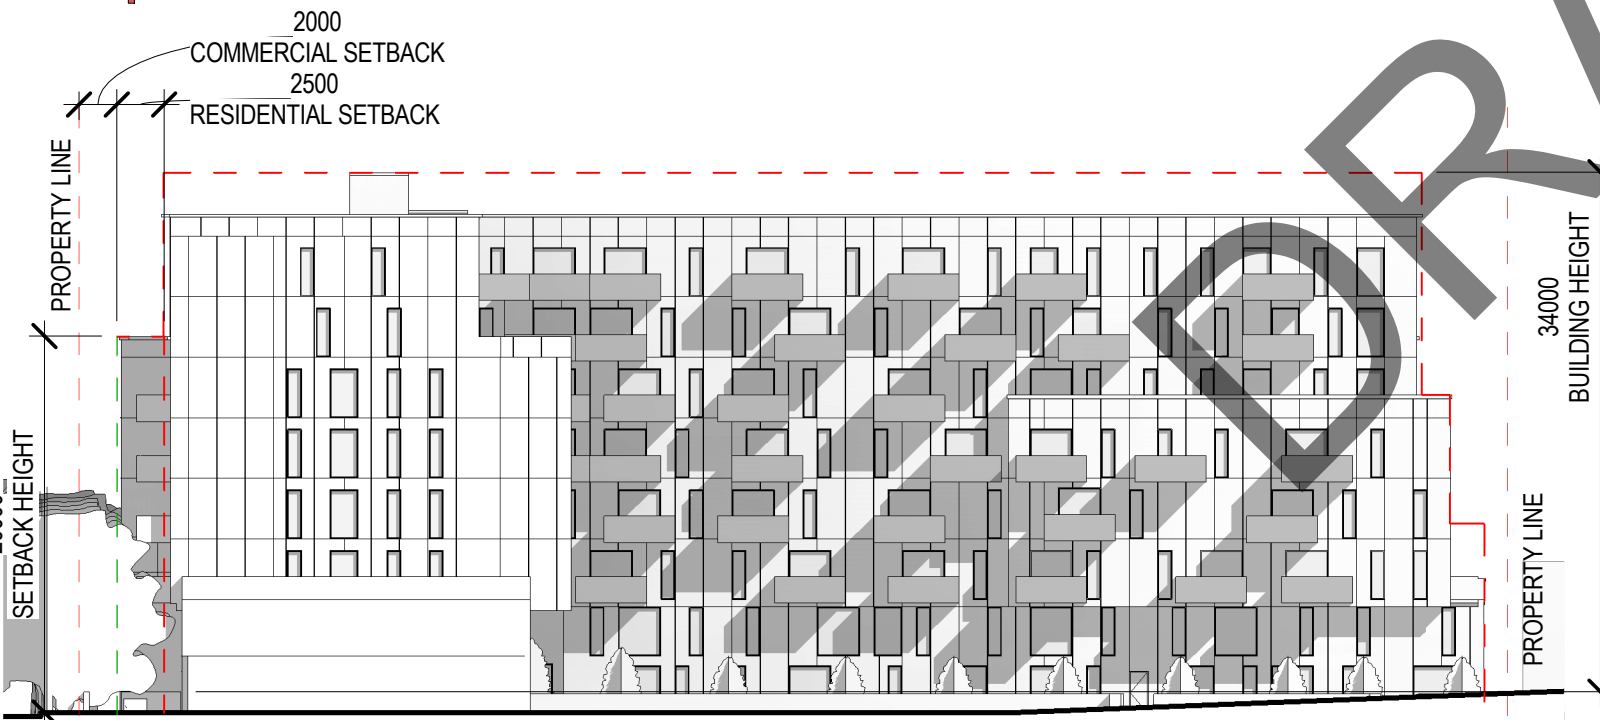 2000
COMMERCIAL SETBACK
2500
RESIDENTIAL SETBACK
PROPERTY LINE
SETBACK HEIGHT
34000
BUILDING HEIGHT
PROPERTY LINE